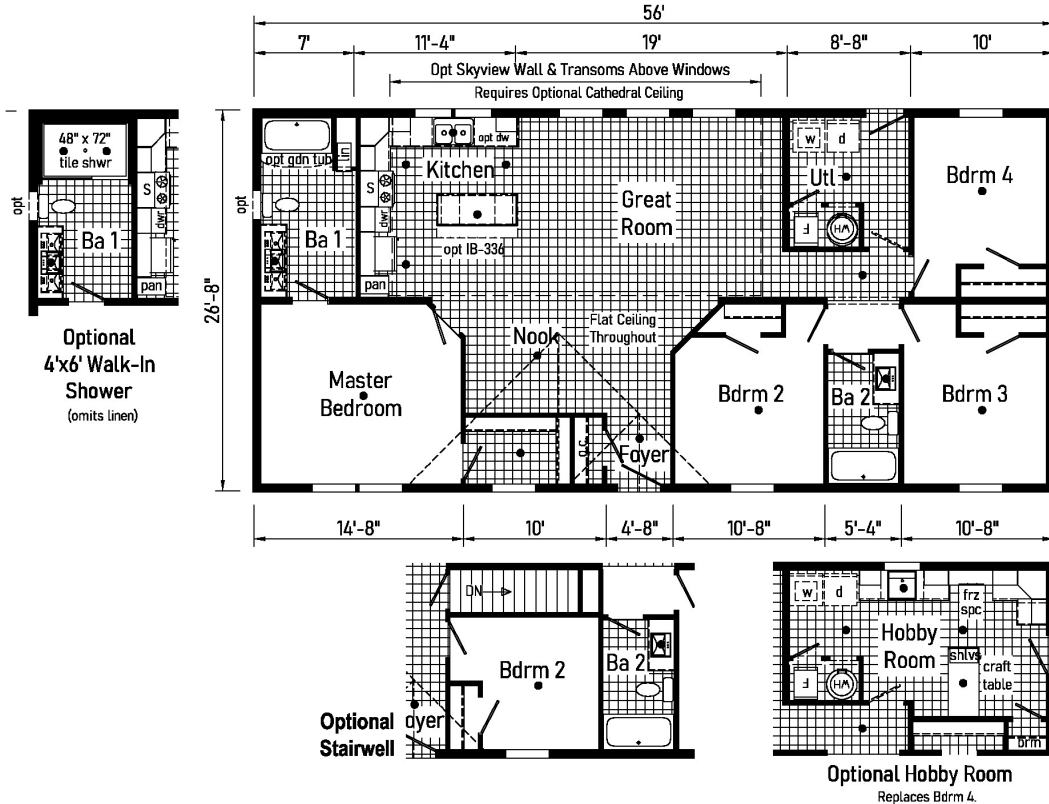 56'
7'
11'-4"
19'
8'-8"
10'
Opt Skyview Wall & Transoms Above Windows
Requires Optional Cathedral Ceiling
48" x 72"
tile shwr
opt
S
dwr
Ba 1
pan
Optional
4'x6' Walk-In
Shower
(omits linen)
26'-8"
opt gdn tub
lin
opt
Ba 1
opt dw
Kitchen
S
dwr
pan
opt IB-336
Great
Room
w
d
Utl
F
WH
Bdrm 4
Flat Ceiling
Throughout
Nook
Master
Bedroom
Foyer
Bdrm 2
Ba 2
Bdrm 3
14'-8"
10'
4'-8"
10'-8"
5'-4"
10'-8"
DN
Bdrm 2
Ba 2
oyer
Optional
Stairwell
w
d
frz
spc
Hobby
Room
shlvs
craft
table
F
WH
brm
Optional Hobby Room
Replaces Bdrm 4.